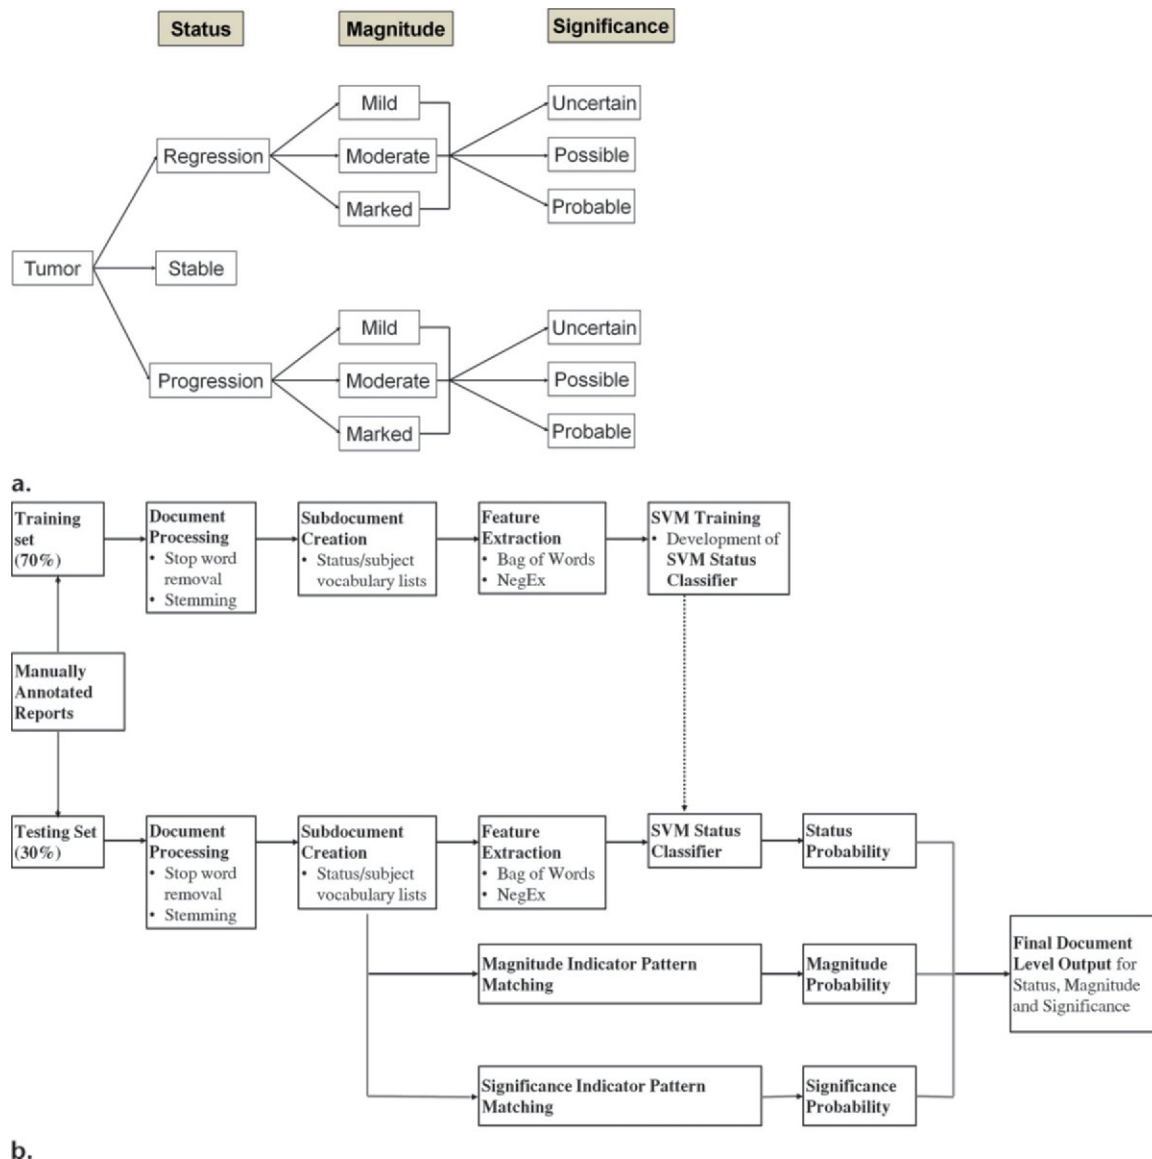 Status
Magnitude
Significance
Mild
Uncertain
Regression
Moderate
Possible
Marked
Probable
Tumor
Stable
Mild
Uncertain
Progression
Moderate
Possible
Marked
Probable
a.
Training
set
(70%)
Document
Processing
• Stop word
removal
• Stemming
Subdocument
Creation
• Status/subject
vocabulary lists
Feature
Extraction
• Bag of Words
• NegEx
SVM Training
• Development of
SVM Status
Classifier
Manually
Annotated
Reports
Testing Set
(30%)
Document
Processing
• Stop word
removal
• Stemming
Subdocument
Creation
• Status/subject
vocabulary lists
Feature
Extraction
• Bag of Words
• NegEx
SVM Status
Classifier
Status
Probability
Magnitude Indicator Pattern
Matching
Magnitude
Probability
Final Document
Level Output for
Status, Magnitude
and Significance
Significance Indicator Pattern
Matching
Significance
Probability
b.